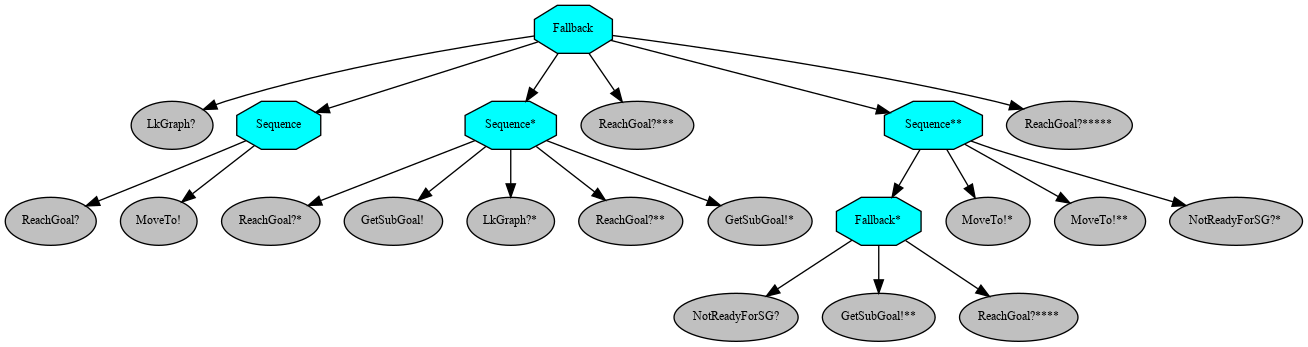 Fallback
LkGraph?
Sequence
Sequence*
ReachGoal?***
Sequence**
ReachGoal?*****
ReachGoal?
MoveTo!
ReachGoal?*
GetSubGoal!
LkGraph?*
ReachGoal?**
GetSubGoal!*
Fallback*
MoveTo!*
MoveTo!**
NotReadyForSG?*
NotReadyForSG?
GetSubGoal!**
ReachGoal?****